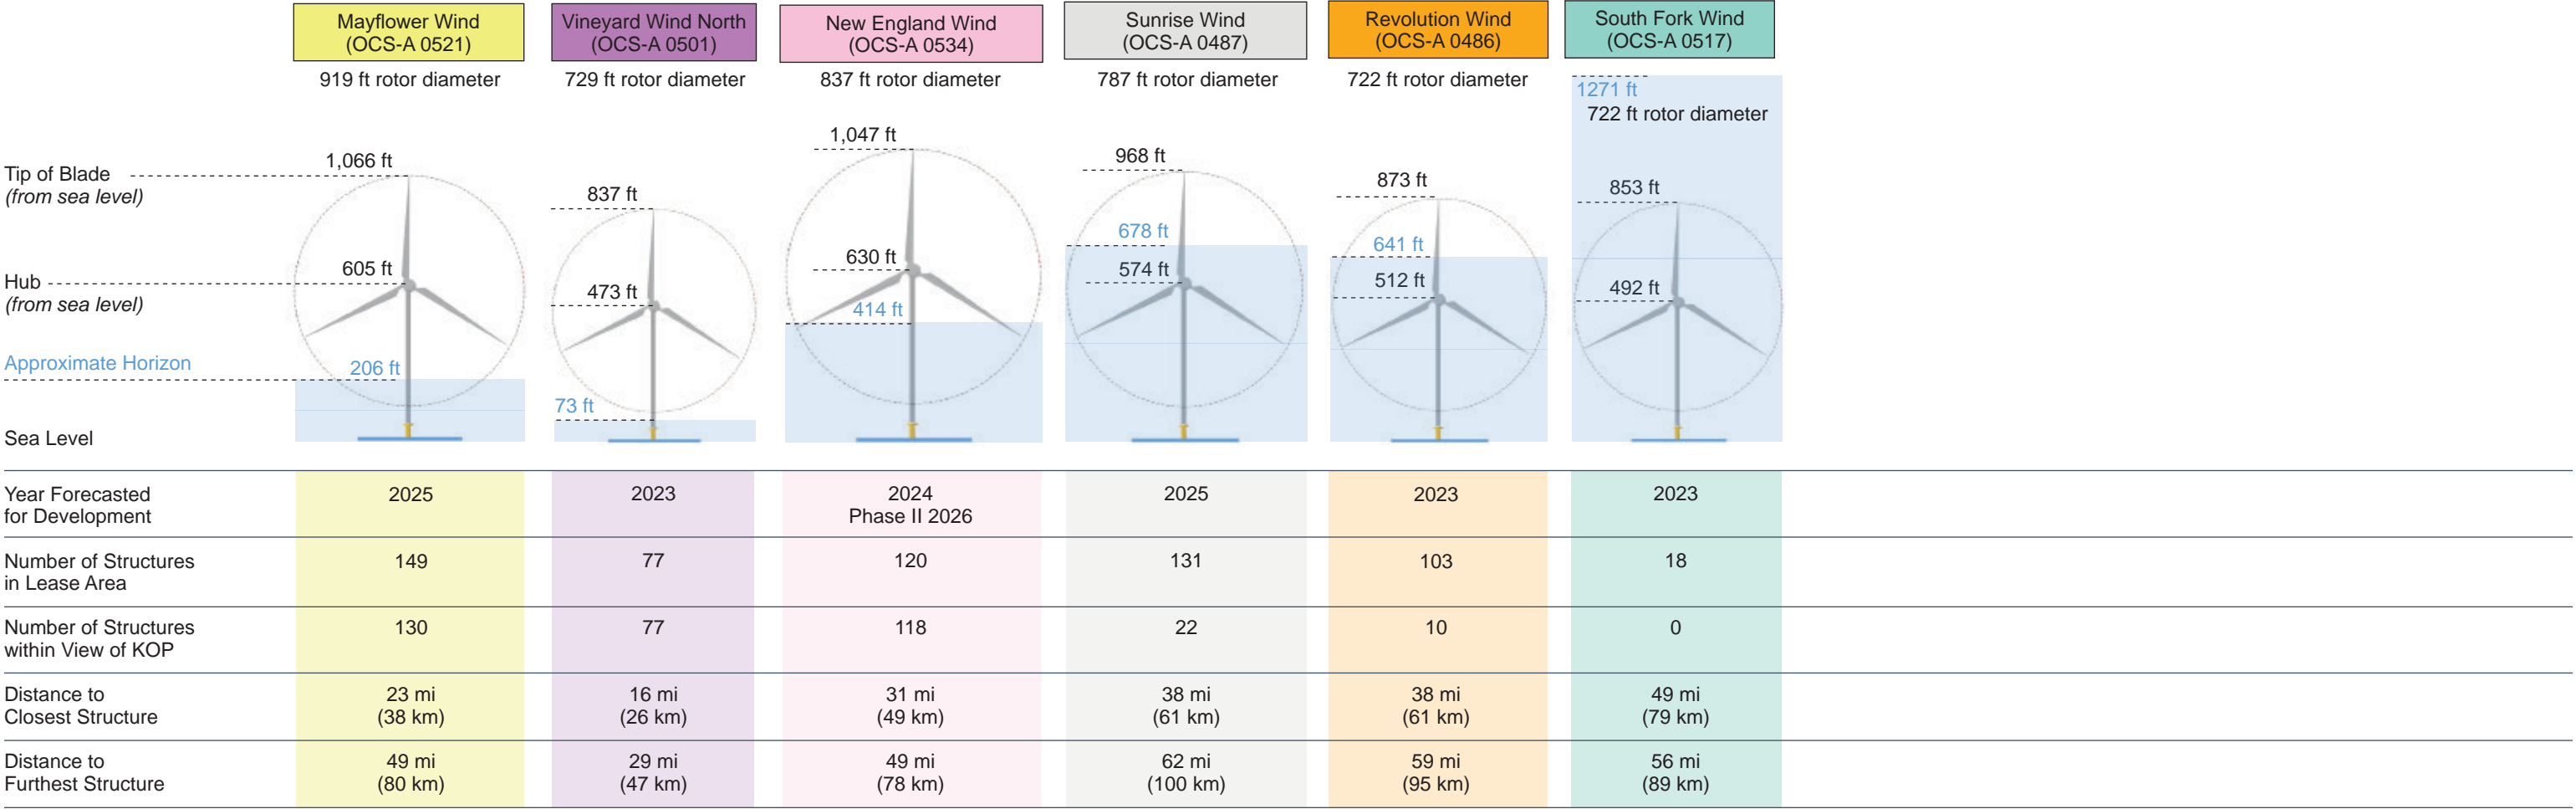 Mayflower Wind
(OCS-A 0521)
Vineyard Wind North
(OCS-A 0501)
New England Wind
(OCS-A 0534)
Sunrise Wind
(OCS-A 0487)
Revolution Wind
(OCS-A 0486)
South Fork Wind
(OCS-A 0517)
919 ft rotor diameter
729 ft rotor diameter
837 ft rotor diameter
787 ft rotor diameter
722 ft rotor diameter
1271 ft
722 ft rotor diameter
Tip of Blade
(from sea level)
1,066 ft
837 ft
1,047 ft
968 ft
873 ft
853 ft
Hub
(from sea level)
605 ft
473 ft
630 ft
678 ft
574 ft
641 ft
512 ft
492 ft
Approximate Horizon
206 ft
73 ft
414 ft
Sea Level
Year Forecasted
for Development
2025
2023
2024
Phase II 2026
2025
2023
2023
Number of Structures
in Lease Area
149
77
120
131
103
18
Number of Structures
within View of KOP
130
77
118
22
10
0
Distance to
Closest Structure
23 mi
(38 km)
16 mi
(26 km)
31 mi
(49 km)
38 mi
(61 km)
38 mi
(61 km)
49 mi
(79 km)
Distance to
Furthest Structure
49 mi
(80 km)
29 mi
(47 km)
49 mi
(78 km)
62 mi
(100 km)
59 mi
(95 km)
56 mi
(89 km)